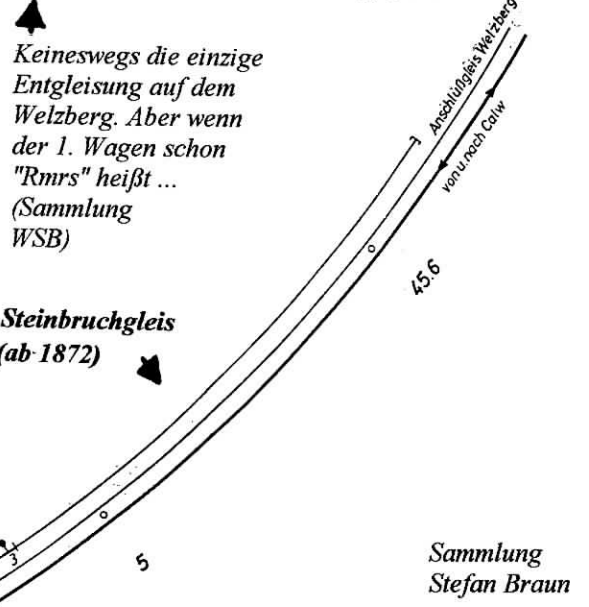 Keineswegs die einzige
Entgleisung auf dem
Welzberg. Aber wenn
der 1. Wagen schon
"Rmrs" heißt ...
(Sammlung
WSB)
Anschlußgleis Welzberg
von u. nach Calw
45.6
Steinbruchgleis
(ab 1872)
3
5
Sammlung
Stefan Braun